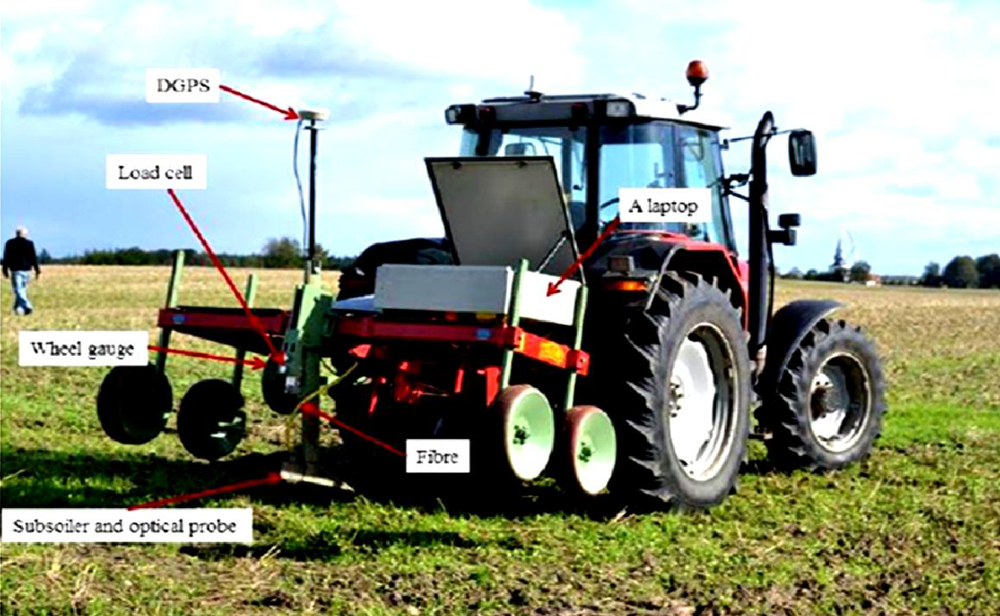 DGPS
Load cell
A laptop
Wheel gauge
Fibre
Subsoiler and optical probe